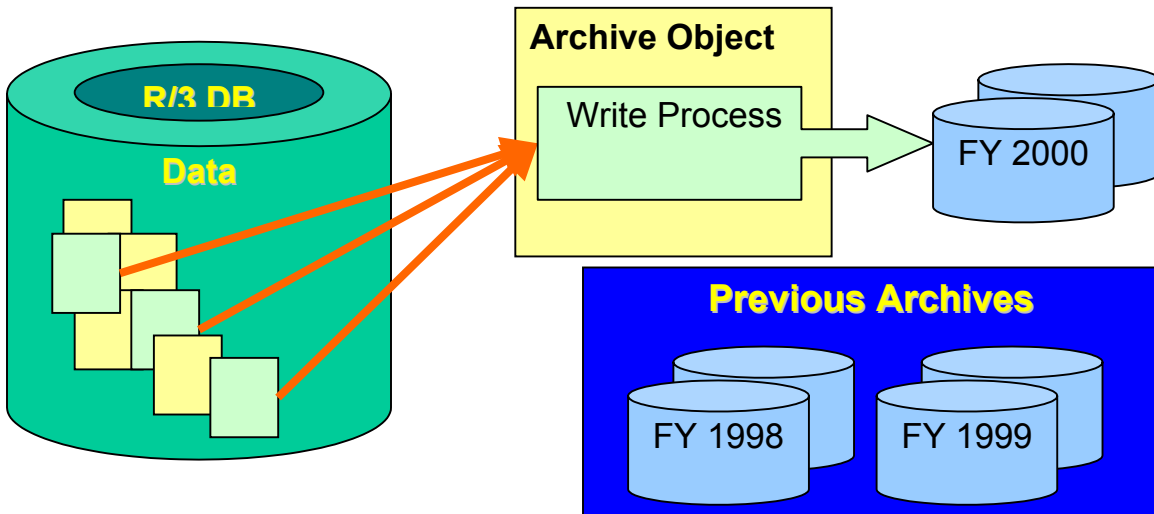 R/3 DB
Data
Archive Object
Write Process
FY 2000
Previous Archives
FY 1998
FY 1999